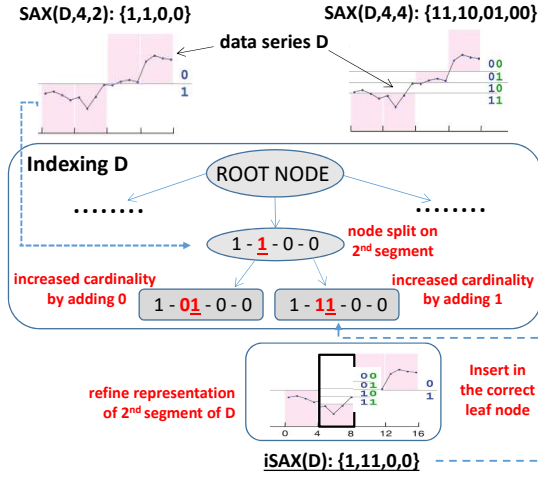 SAX(D,4,2): {1,1,0,0}
SAX(D,4,4): {11,10,01,00}
data series D
0
1
00
01
10
11
Indexing D
ROOT NODE
........
........
1 - 1 - 0 - 0
node split on
2nd segment
increased cardinality
by adding 0
increased cardinality
by adding 1
1 - 01 - 0 - 0
1 - 11 - 0 - 0
refine representation
of 2nd segment of D
00
01
10
11
0
1
0 4 8 12 16
Insert in
the correct
leaf node
iSAX(D): {1,11,0,0}